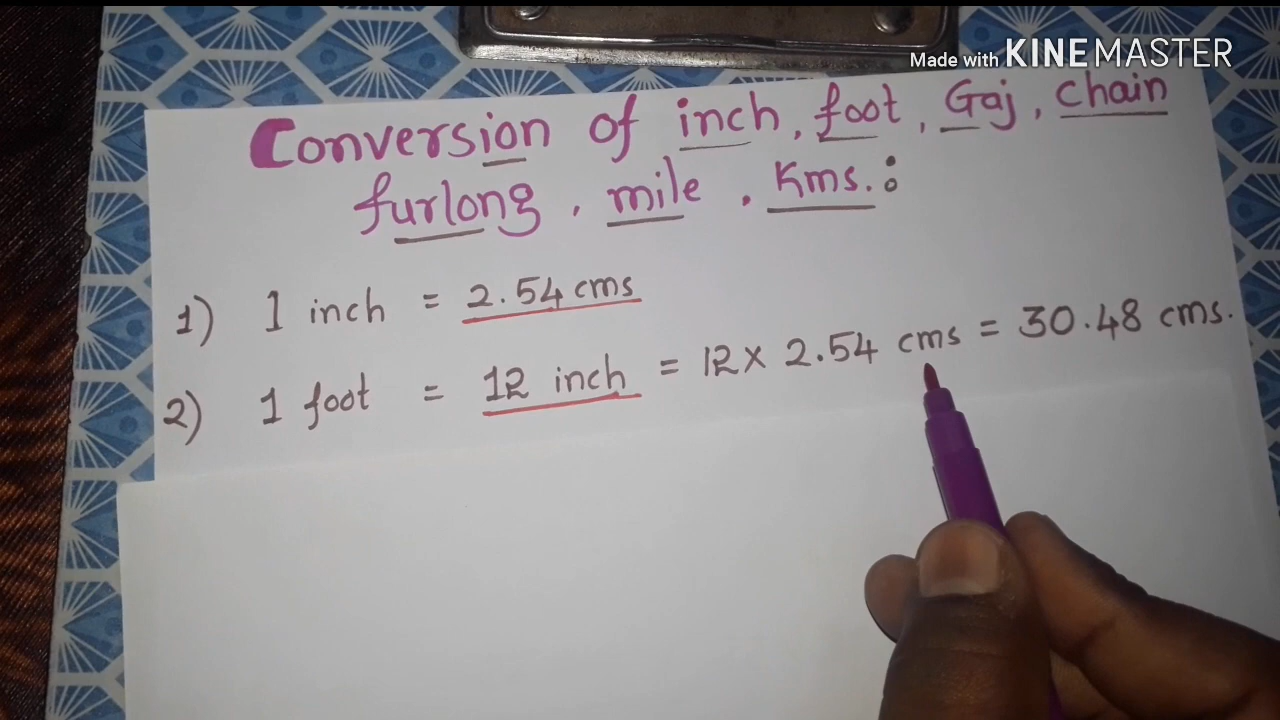 Made with KINEMASTER
Conversion of inch, foot, Gaj, chain
furlong, mile, Kms.:
1) 1 inch = 2.54 cms
2) 1 foot = 12 inch = 12 x 2.54 cms = 30.48 cms.